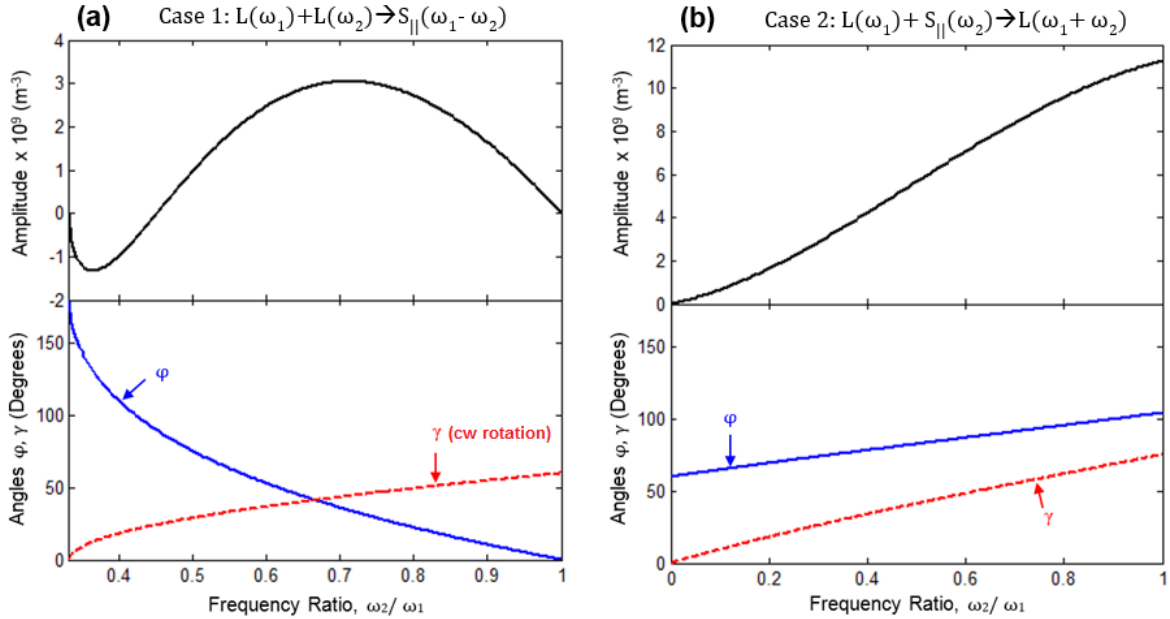 (a) Case 1: L(ω₁)+L(ω₂)→S||(ω₁- ω₂)
4
3
2
1
0
-1
-2
Amplitude x 10⁹ (m⁻³)
150
100
50
0
Angles φ, γ (Degrees)
φ
γ (cw rotation)
0.4 0.5 0.6 0.7 0.8 0.9 1
Frequency Ratio, ω₂/ ω₁
(b) Case 2: L(ω₁)+ S||(ω₂)→L(ω₁+ ω₂)
12
10
8
6
4
2
0
Amplitude x 10⁹ (m⁻³)
150
100
50
0
Angles φ, γ (Degrees)
φ
γ
0 0.2 0.4 0.6 0.8 1
Frequency Ratio, ω₂/ ω₁